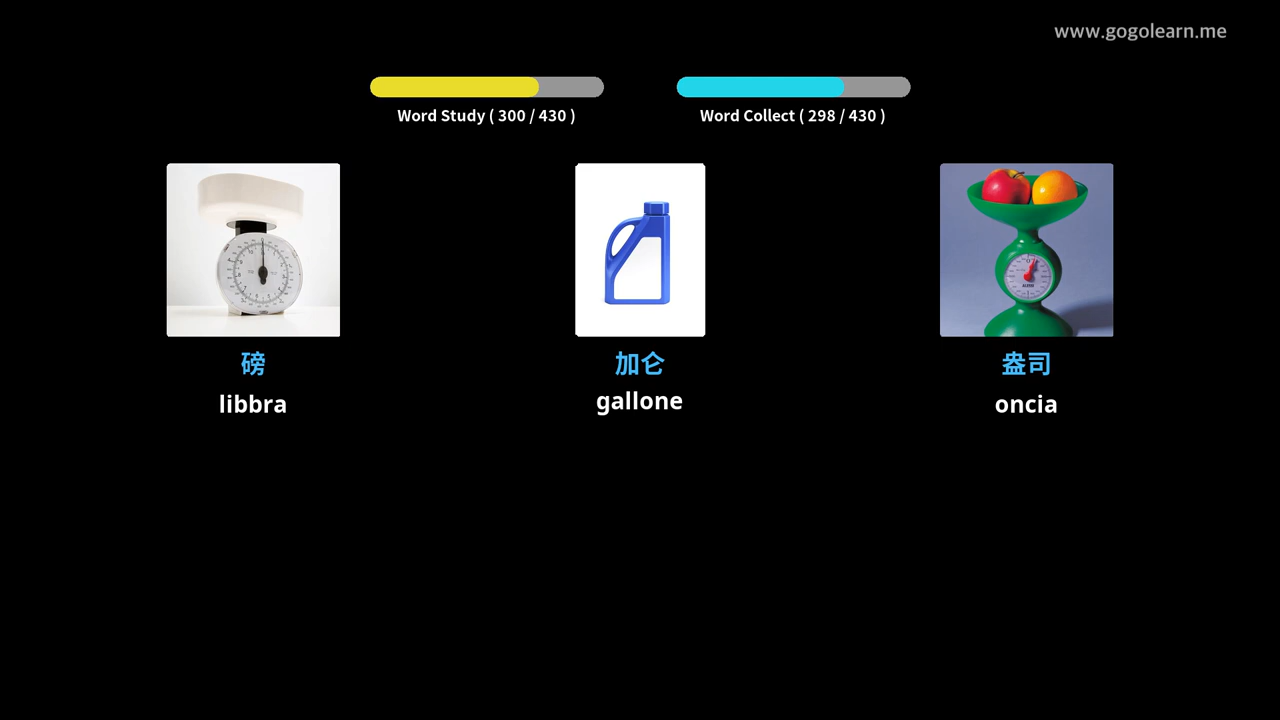 www.gogolearn.me
Word Study ( 300 / 430 )
Word Collect ( 298 / 430 )
磅
加仑
盎司
libbra
gallone
oncia